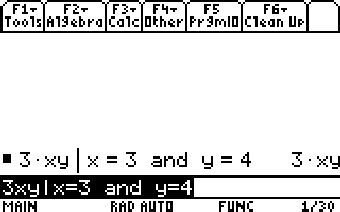 F1▾ F2▾ F3▾ F4▾ F5 F6▾
Tools Algebra Calc Other PrgmIO Clean Up
▪ 3·xy | x = 3 and y = 4 3·xy
3xy|x=3 and y=4
MAIN RAD AUTO FUNC 1/30